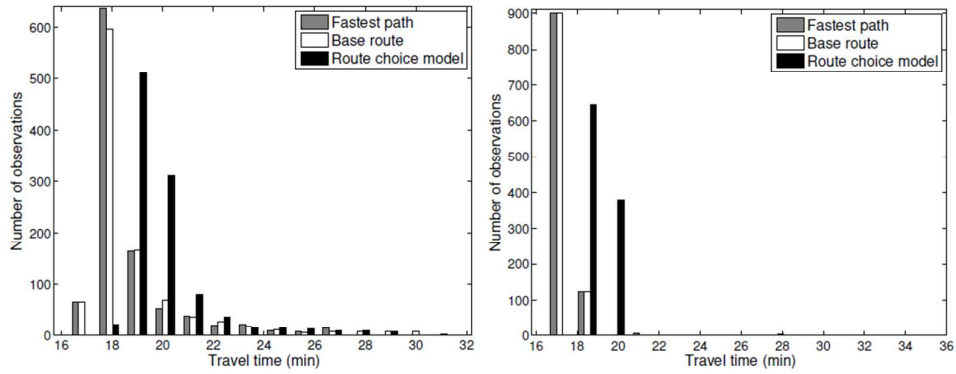 Number of observations
600
500
400
300
200
100
0
Fastest path
Base route
Route choice model
16 18 20 22 24 26 28 30 32
Travel time (min)
Number of observations
900
800
700
600
500
400
300
200
100
0
Fastest path
Base route
Route choice model
16 18 20 22 24 26 28 30 32 34 36
Travel time (min)